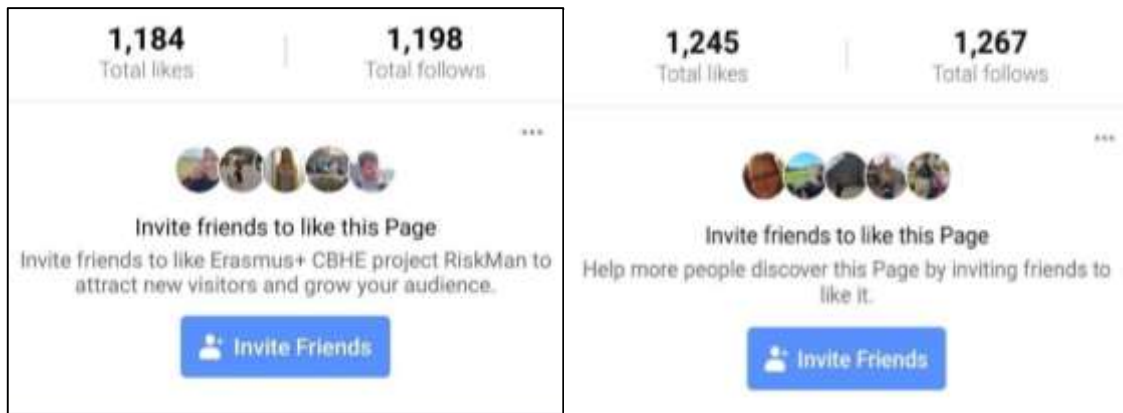 1,184 1,198
Total likes Total follows
Invite friends to like this Page
Invite friends to like Erasmus+ CBHE project RiskMan to
attract new visitors and grow your audience.
Invite Friends
1,245 1,267
Total likes Total follows
Invite friends to like this Page
Help more people discover this Page by inviting friends to
like it.
Invite Friends